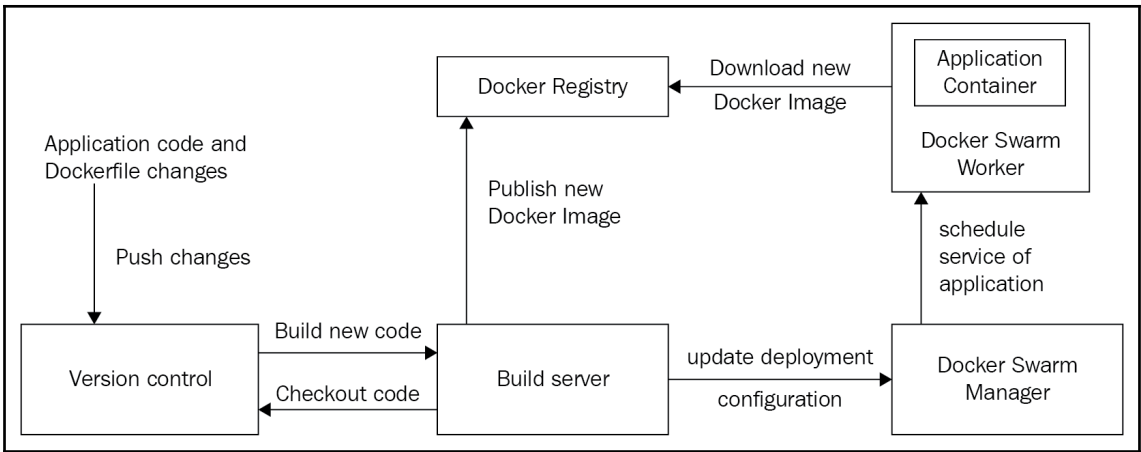 Application code and
Dockerfile changes
Push changes
Version control
Build new code
Checkout code
Build server
Publish new
Docker Image
Docker Registry
Download new
Docker Image
Application
Container
Docker Swarm
Worker
schedule
service of
application
update deployment
configuration
Docker Swarm
Manager